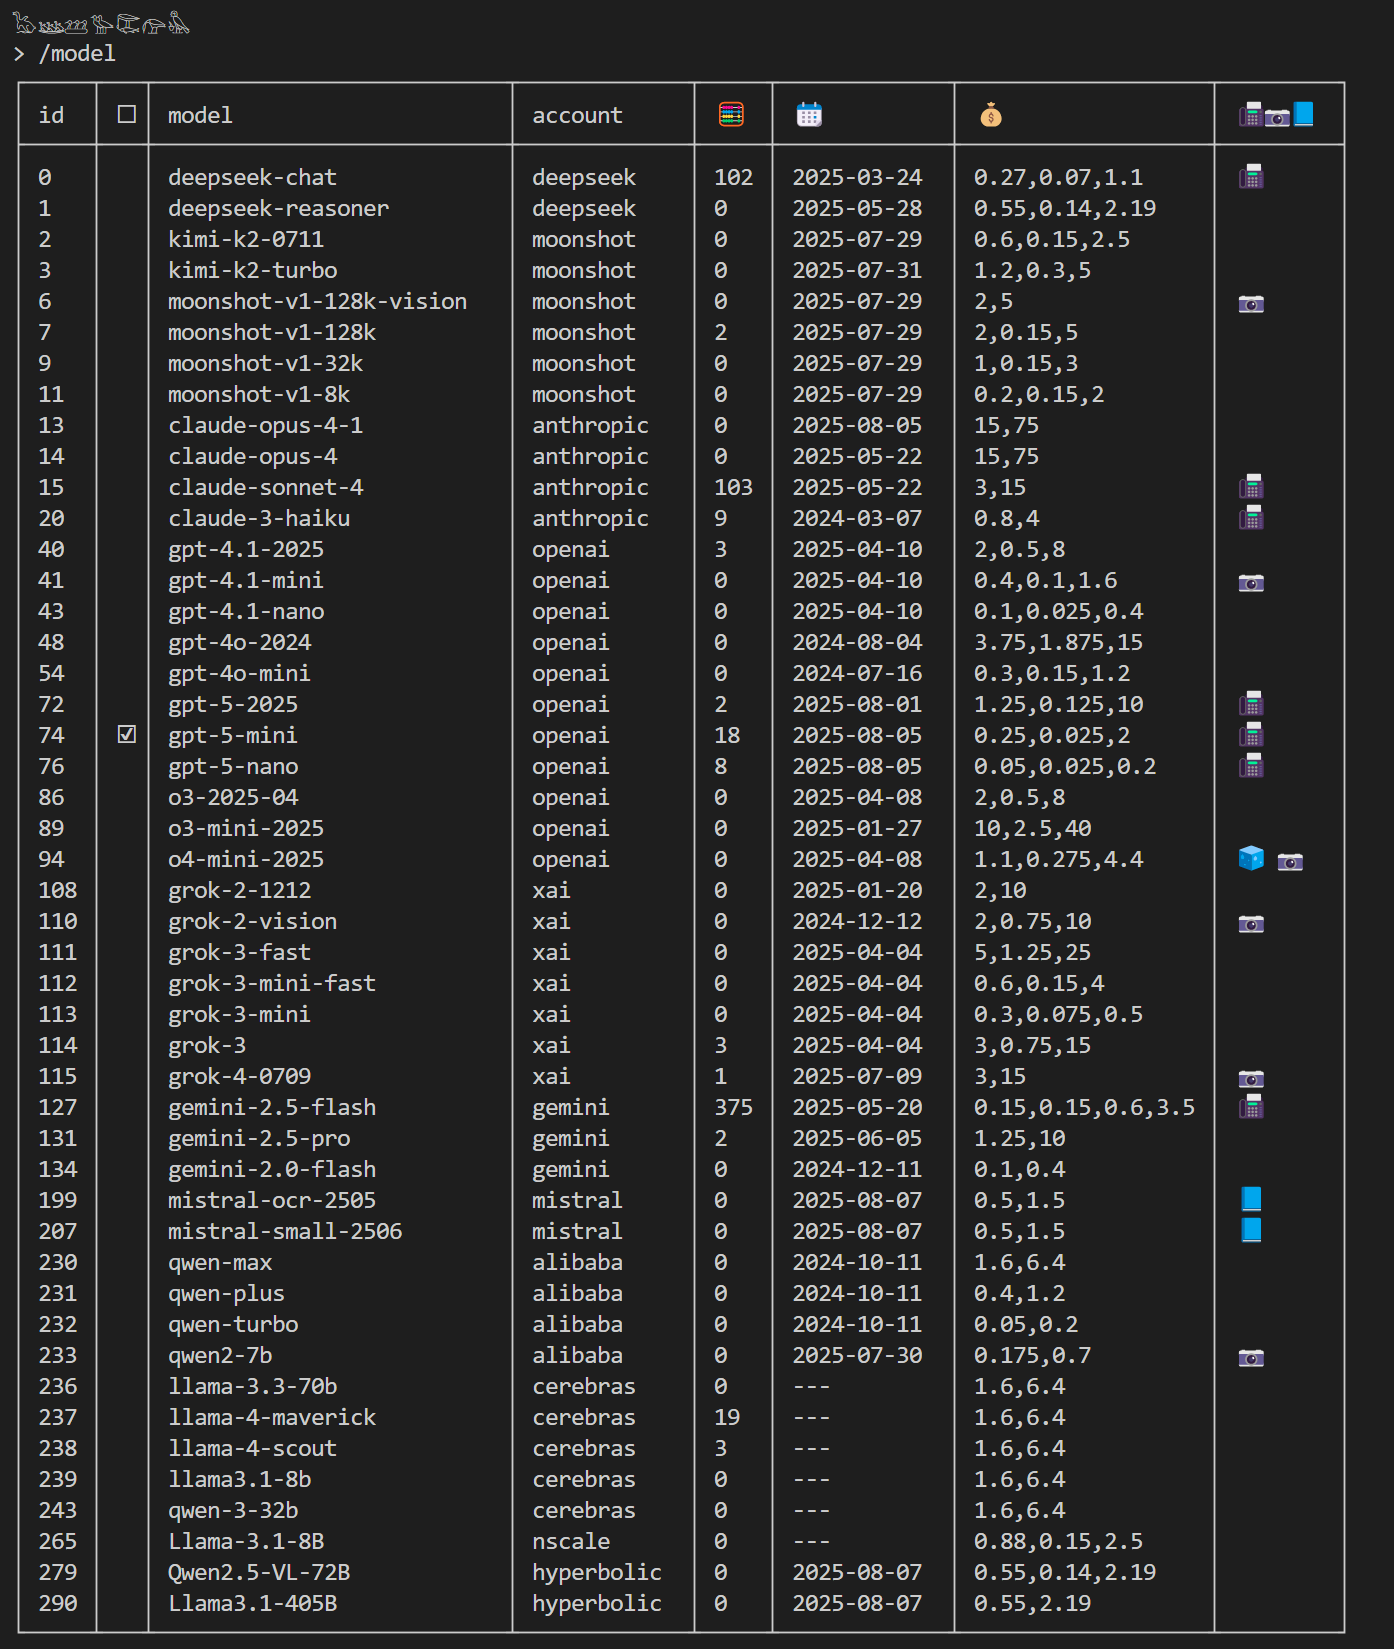 > /model
id ☐ model account 🧮 📅 💰 📠📷📘
0 deepseek-chat deepseek 102 2025-03-24 0.27,0.07,1.1 📠
1 deepseek-reasoner deepseek 0 2025-05-28 0.55,0.14,2.19
2 kimi-k2-0711 moonshot 0 2025-07-29 0.6,0.15,2.5
3 kimi-k2-turbo moonshot 0 2025-07-31 1.2,0.3,5
6 moonshot-v1-128k-vision moonshot 0 2025-07-29 2,5 📷
7 moonshot-v1-128k moonshot 2 2025-07-29 2,0.15,5
9 moonshot-v1-32k moonshot 0 2025-07-29 1,0.15,3
11 moonshot-v1-8k moonshot 0 2025-07-29 0.2,0.15,2
13 claude-opus-4-1 anthropic 0 2025-08-05 15,75
14 claude-opus-4 anthropic 0 2025-05-22 15,75
15 claude-sonnet-4 anthropic 103 2025-05-22 3,15 📠
20 claude-3-haiku anthropic 9 2024-03-07 0.8,4 📠
40 gpt-4.1-2025 openai 3 2025-04-10 2,0.5,8
41 gpt-4.1-mini openai 0 2025-04-10 0.4,0.1,1.6 📷
43 gpt-4.1-nano openai 0 2025-04-10 0.1,0.025,0.4
48 gpt-4o-2024 openai 0 2024-08-04 3.75,1.875,15
54 gpt-4o-mini openai 0 2024-07-16 0.3,0.15,1.2
72 gpt-5-2025 openai 2 2025-08-01 1.25,0.125,10 📠
74 ☑ gpt-5-mini openai 18 2025-08-05 0.25,0.025,2 📠
76 gpt-5-nano openai 8 2025-08-05 0.05,0.025,0.2 📠
86 o3-2025-04 openai 0 2025-04-08 2,0.5,8
89 o3-mini-2025 openai 0 2025-01-27 10,2.5,40
94 o4-mini-2025 openai 0 2025-04-08 1.1,0.275,4.4 🧊 📷
108 grok-2-1212 xai 0 2025-01-20 2,10
110 grok-2-vision xai 0 2024-12-12 2,0.75,10 📷
111 grok-3-fast xai 0 2025-04-04 5,1.25,25
112 grok-3-mini-fast xai 0 2025-04-04 0.6,0.15,4
113 grok-3-mini xai 0 2025-04-04 0.3,0.075,0.5
114 grok-3 xai 3 2025-04-04 3,0.75,15
115 grok-4-0709 xai 1 2025-07-09 3,15 📷
127 gemini-2.5-flash gemini 375 2025-05-20 0.15,0.15,0.6,3.5 📠
131 gemini-2.5-pro gemini 2 2025-06-05 1.25,10
134 gemini-2.0-flash gemini 0 2024-12-11 0.1,0.4
199 mistral-ocr-2505 mistral 0 2025-08-07 0.5,1.5 📘
207 mistral-small-2506 mistral 0 2025-08-07 0.5,1.5 📘
230 qwen-max alibaba 0 2024-10-11 1.6,6.4
231 qwen-plus alibaba 0 2024-10-11 0.4,1.2
232 qwen-turbo alibaba 0 2024-10-11 0.05,0.2
233 qwen2-7b alibaba 0 2025-07-30 0.175,0.7 📷
236 llama-3.3-70b cerebras 0 --- 1.6,6.4
237 llama-4-maverick cerebras 19 --- 1.6,6.4
238 llama-4-scout cerebras 3 --- 1.6,6.4
239 llama3.1-8b cerebras 0 --- 1.6,6.4
243 qwen-3-32b cerebras 0 --- 1.6,6.4
265 Llama-3.1-8B nscale 0 --- 0.88,0.15,2.5
279 Qwen2.5-VL-72B hyperbolic 0 2025-08-07 0.55,0.14,2.19
290 Llama3.1-405B hyperbolic 0 2025-08-07 0.55,2.19